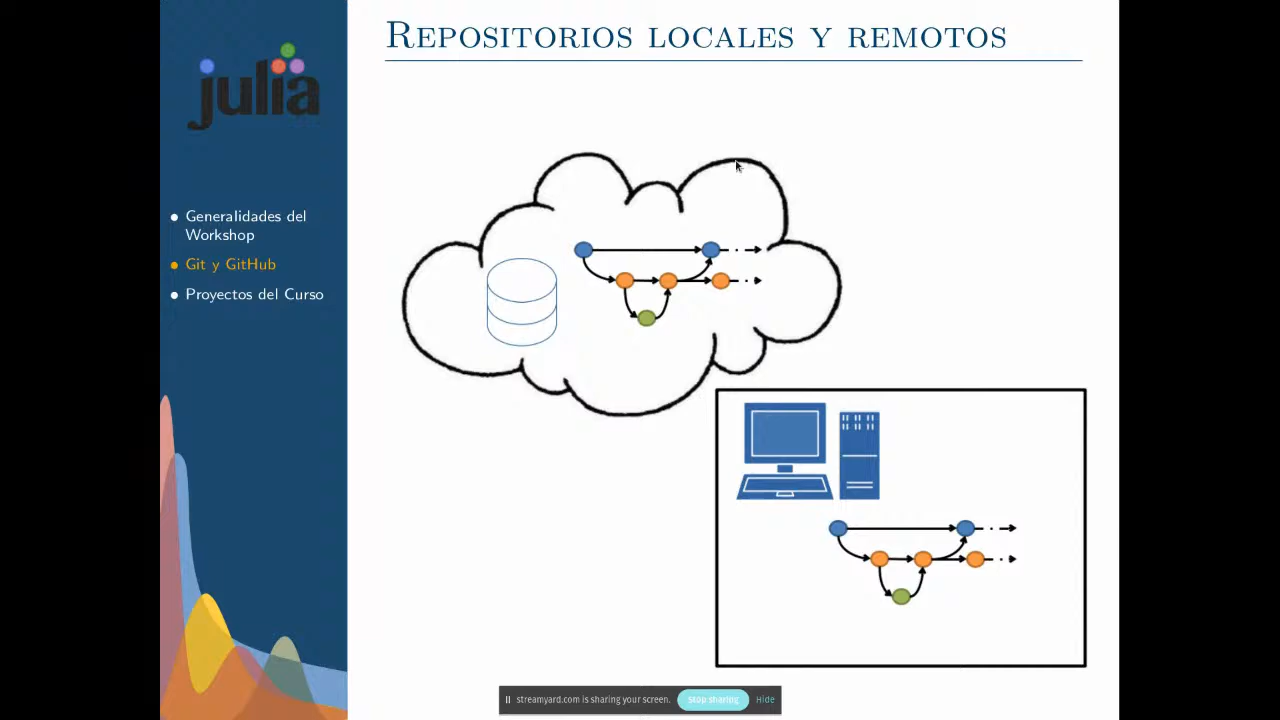 Repositorios locales y remotos
julia
Generalidades del
Workshop
Git y GitHub
Proyectos del Curso
streamyard.com is sharing your screen.
Stop sharing
Hide